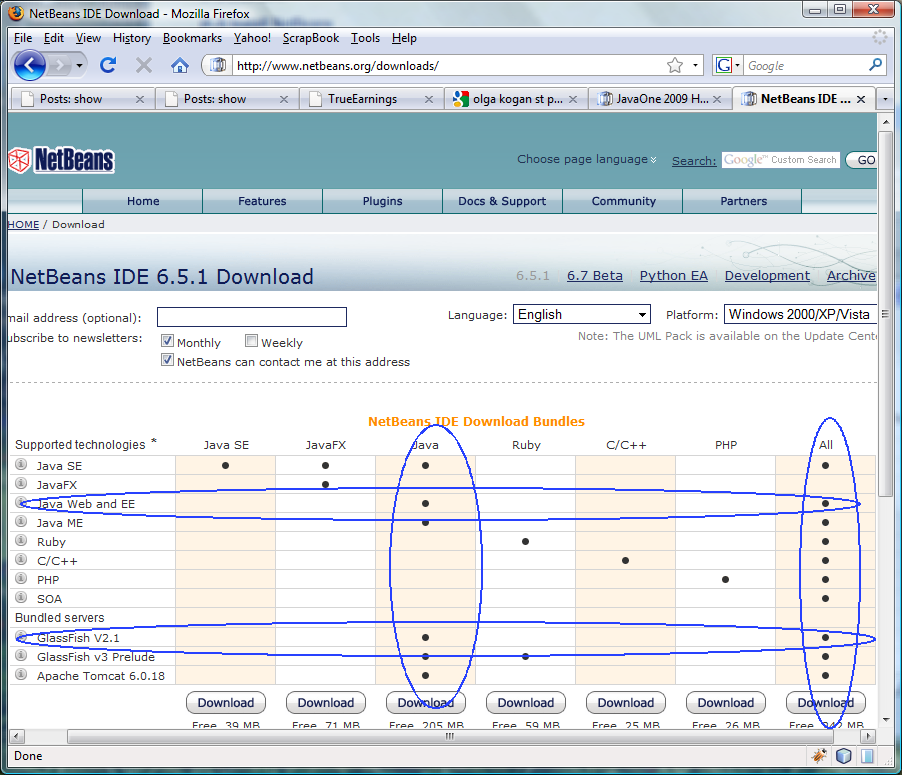 NetBeans IDE Download - Mozilla Firefox
File Edit View History Bookmarks Yahoo! ScrapBook Tools Help
http://www.netbeans.org/downloads/ Google
Posts: show Posts: show TrueEarnings olga kogan st p... JavaOne 2009 H... NetBeans IDE ...
NetBeans
Choose page language Search: Google™ Custom Search GO
Home Features Plugins Docs & Support Community Partners
HOME / Download
NetBeans IDE 6.5.1 Download 6.5.1 6.7 Beta Python EA Development Archive
mail address (optional): Language: English Platform: Windows 2000/XP/Vista
ubscribe to newsletters: Note: The UML Pack is available on the Update Cent
Monthly Weekly
NetBeans can contact me at this address
NetBeans IDE Download Bundles
Supported technologies * Java SE JavaFX Java Ruby C/C++ PHP All
Java SE
JavaFX
Java Web and EE
Java ME
Ruby
C/C++
PHP
SOA
Bundled servers
GlassFish V2.1
GlassFish v3 Prelude
Apache Tomcat 6.0.18
Download Download Download Download Download Download Download
Free, 39 MB Free, 71 MB Free, 205 MB Free, 59 MB Free, 25 MB Free, 26 MB Free, MB
Done